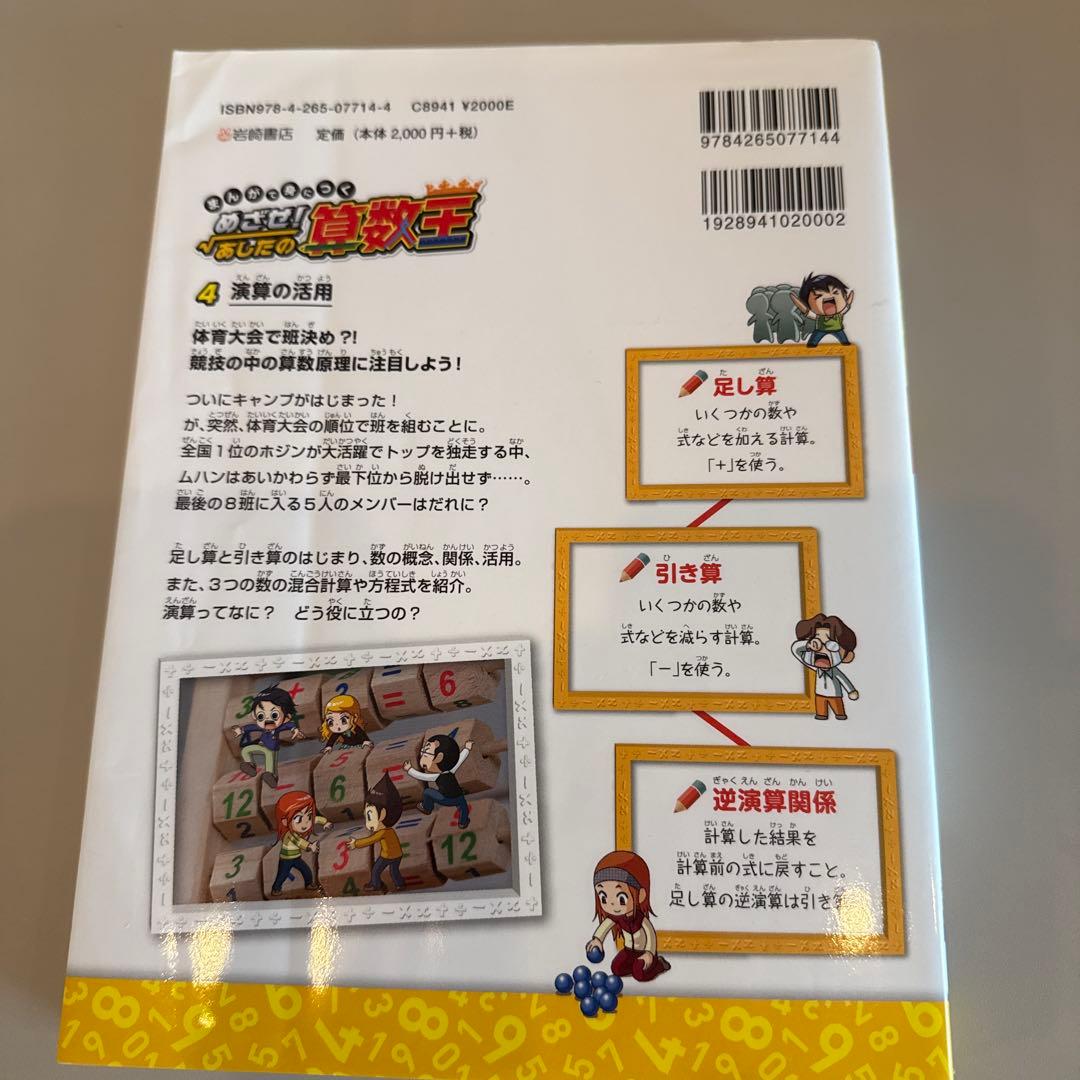 ISBN978-4-265-07714-4 C8941 ¥2000E
岩崎書店 定価（本体2,000円+税）
9784265077144
1928941020002
まんがで身につく
めざせ!
あしたの
算数王
4 演算の活用
体育大会で班決め?!
競技の中の算数原理に注目しよう!
ついにキャンプがはじまった!
が、突然、体育大会の順位で班を組むことに。
全国1位のホジンが大活躍でトップを独走する中、
ムハンはあいかわらず最下位から脱け出せず……。
最後の8班に入る5人のメンバーはだれに?
足し算と引き算のはじまり、数の概念、関係、活用。
また、3つの数の混合計算や方程式を紹介。
演算ってなに? どう役に立つの?
足し算
いくつかの数や
式などを加える計算。
「+」を使う。
引き算
いくつかの数や
式などを減らす計算。
「−」を使う。
逆演算関係
計算した結果を
計算前の式に戻すこと。
足し算の逆演算は引き算